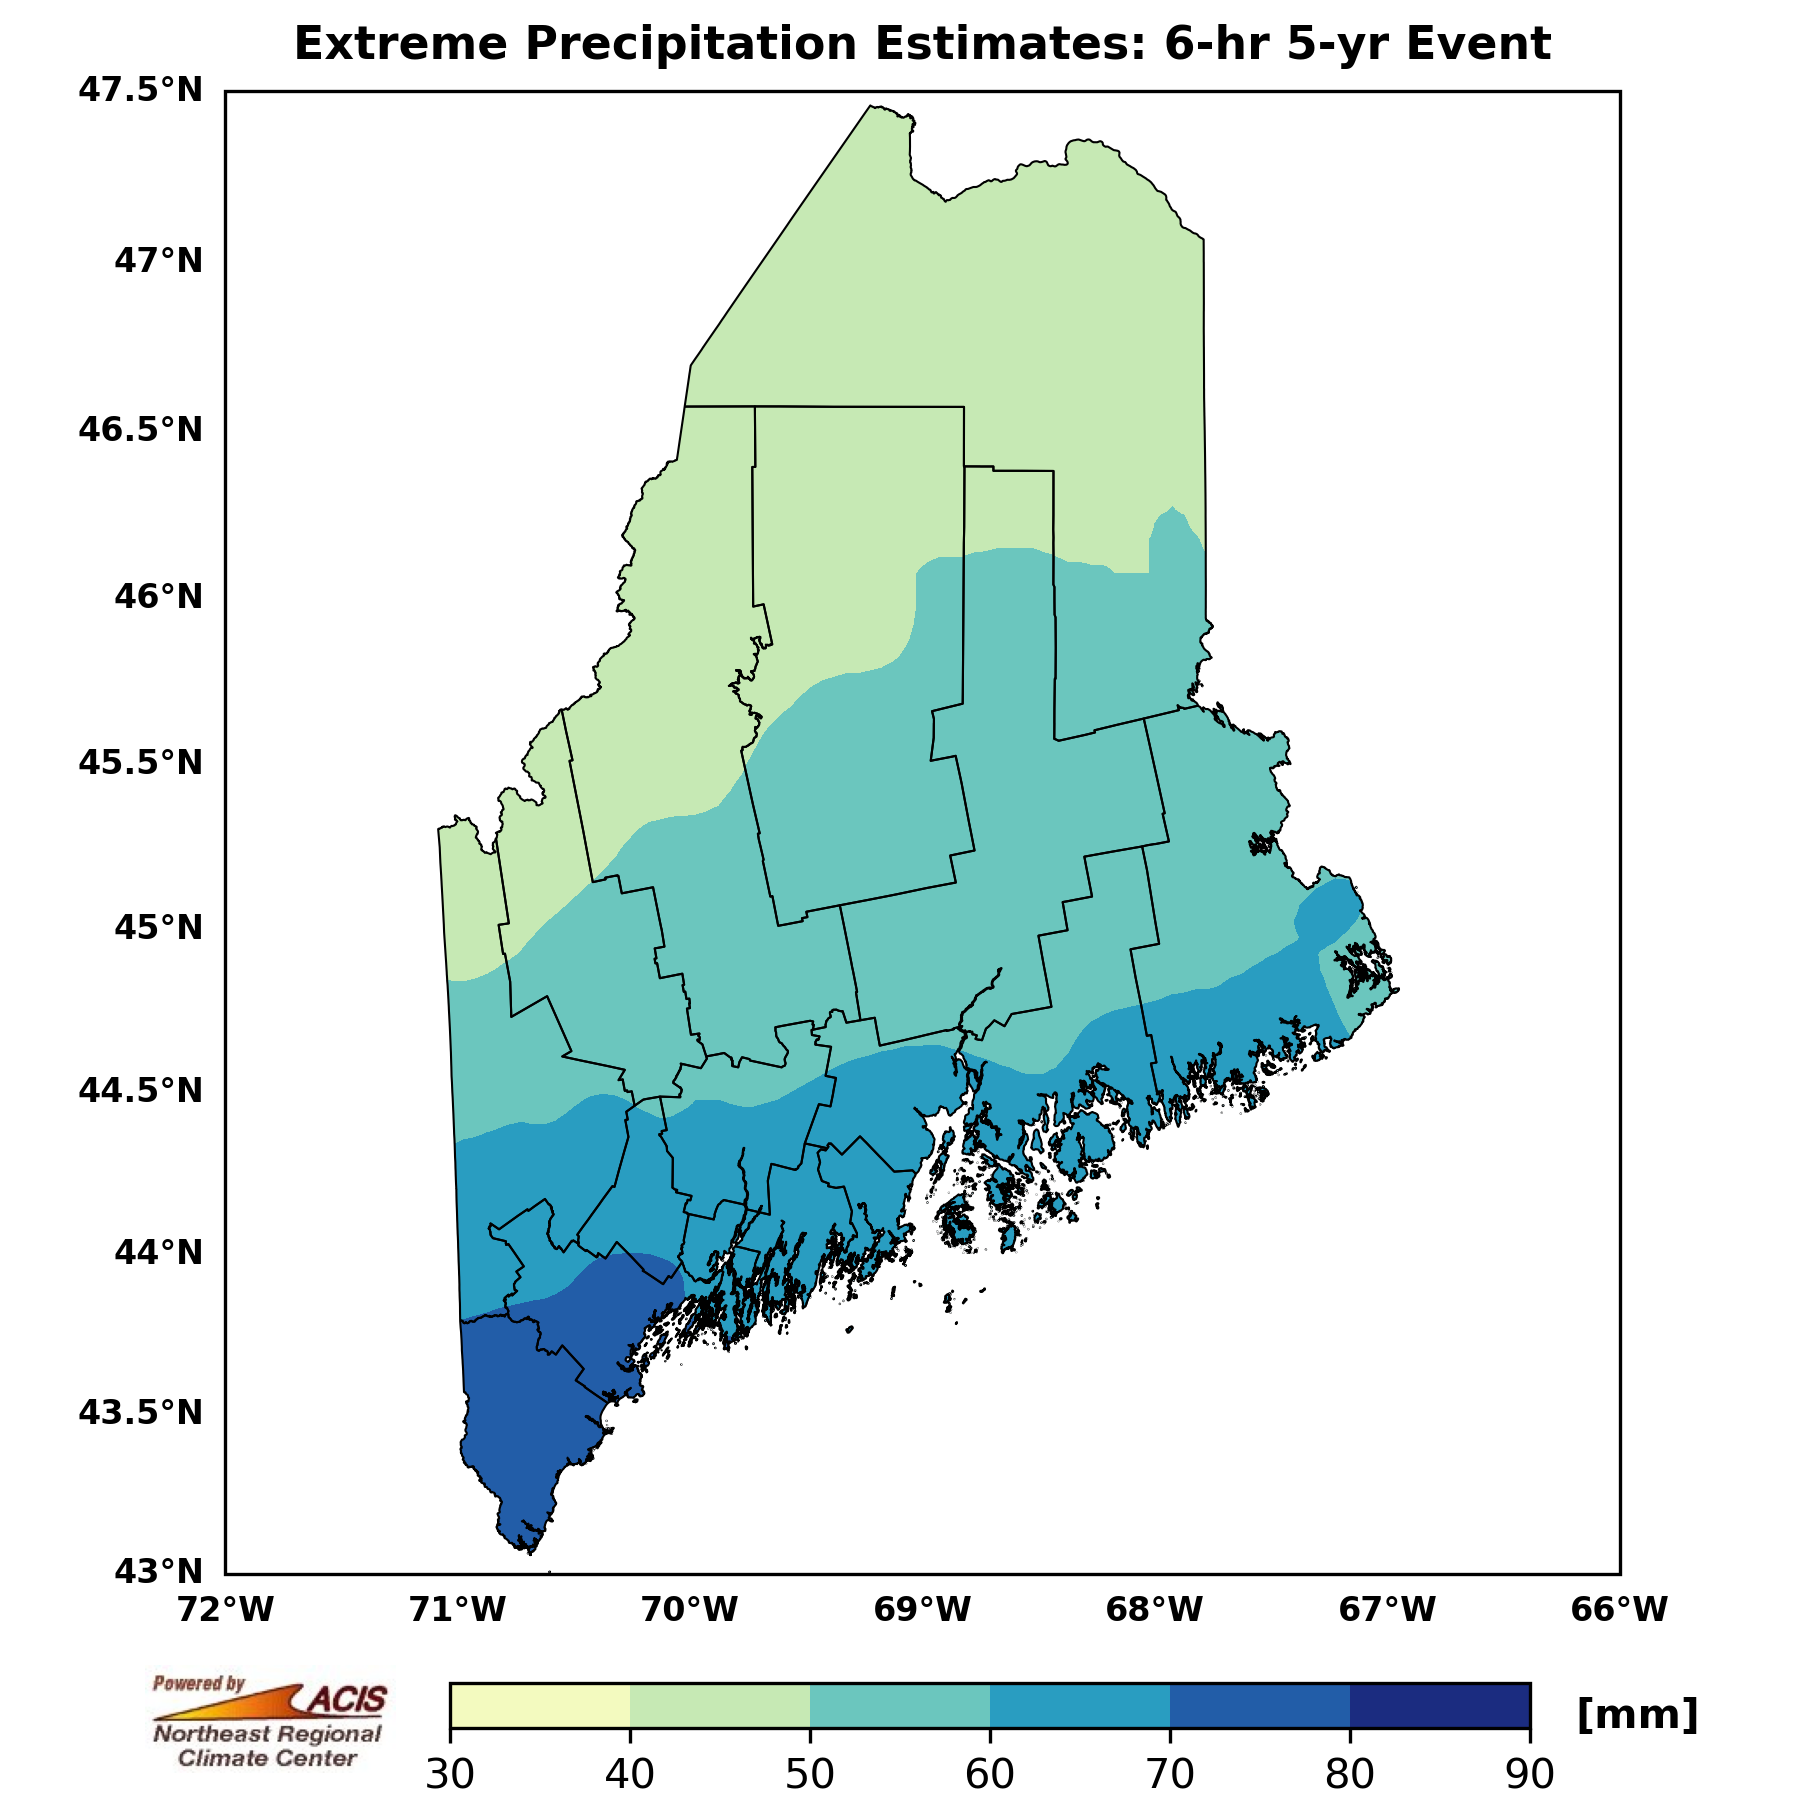 Extreme Precipitation Estimates: 6-hr 5-yr Event
47.5°N
47°N
46.5°N
46°N
45.5°N
45°N
44.5°N
44°N
43.5°N
43°N
72°W 71°W 70°W 69°W 68°W 67°W 66°W
Powered by
ACIS
Northeast Regional
Climate Center
[mm]
30 40 50 60 70 80 90